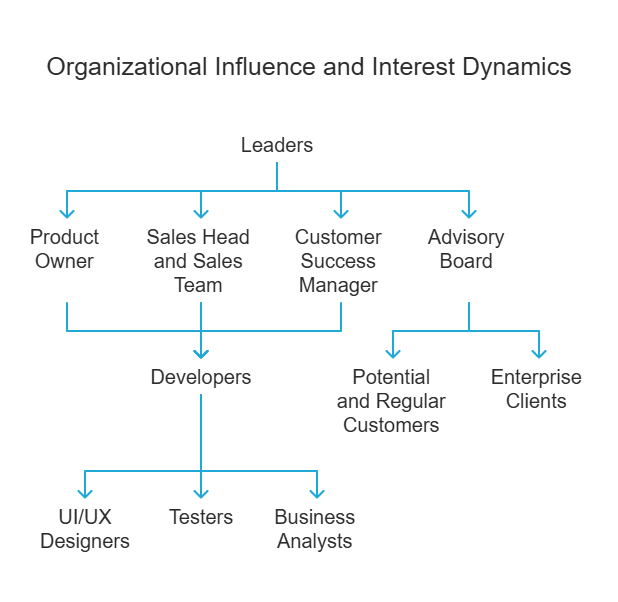 Organizational Influence and Interest Dynamics
Leaders
Product
Owner
Sales Head
and Sales
Team
Customer
Success
Manager
Advisory
Board
Developers
Potential
and Regular
Customers
Enterprise
Clients
UI/UX
Designers
Testers
Business
Analysts